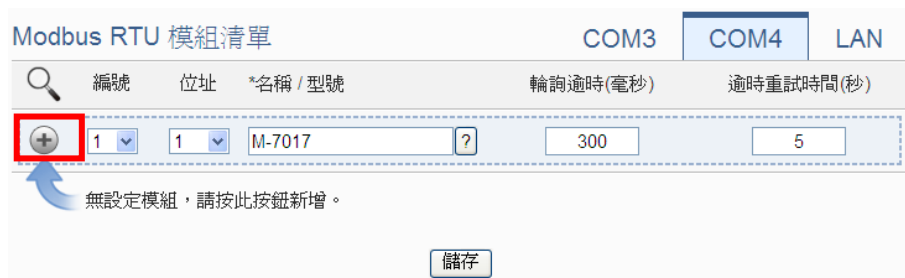 Modbus RTU 模組清單 COM3 COM4 LAN
編號 位址 *名稱 / 型號 輪詢逾時(毫秒) 逾時重試時間(秒)
1 1 M-7017 ? 300 5
無設定模組，請按此按鈕新增。
儲存